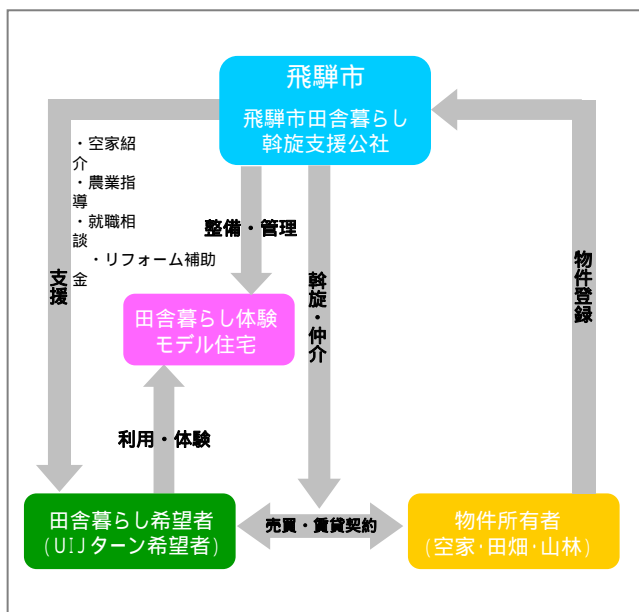 飛騨市
飛騨市田舎暮らし
斡旋支援公社
・空家紹
介
・農業指
導
・就職相
談
・リフォーム補助
金
支援
整備・管理
斡旋・仲介
物件登録
田舎暮らし体験
モデル住宅
利用・体験
田舎暮らし希望者
(UIJターン希望者)
売買・賃貸契約
物件所有者
(空家・田畑・山林)